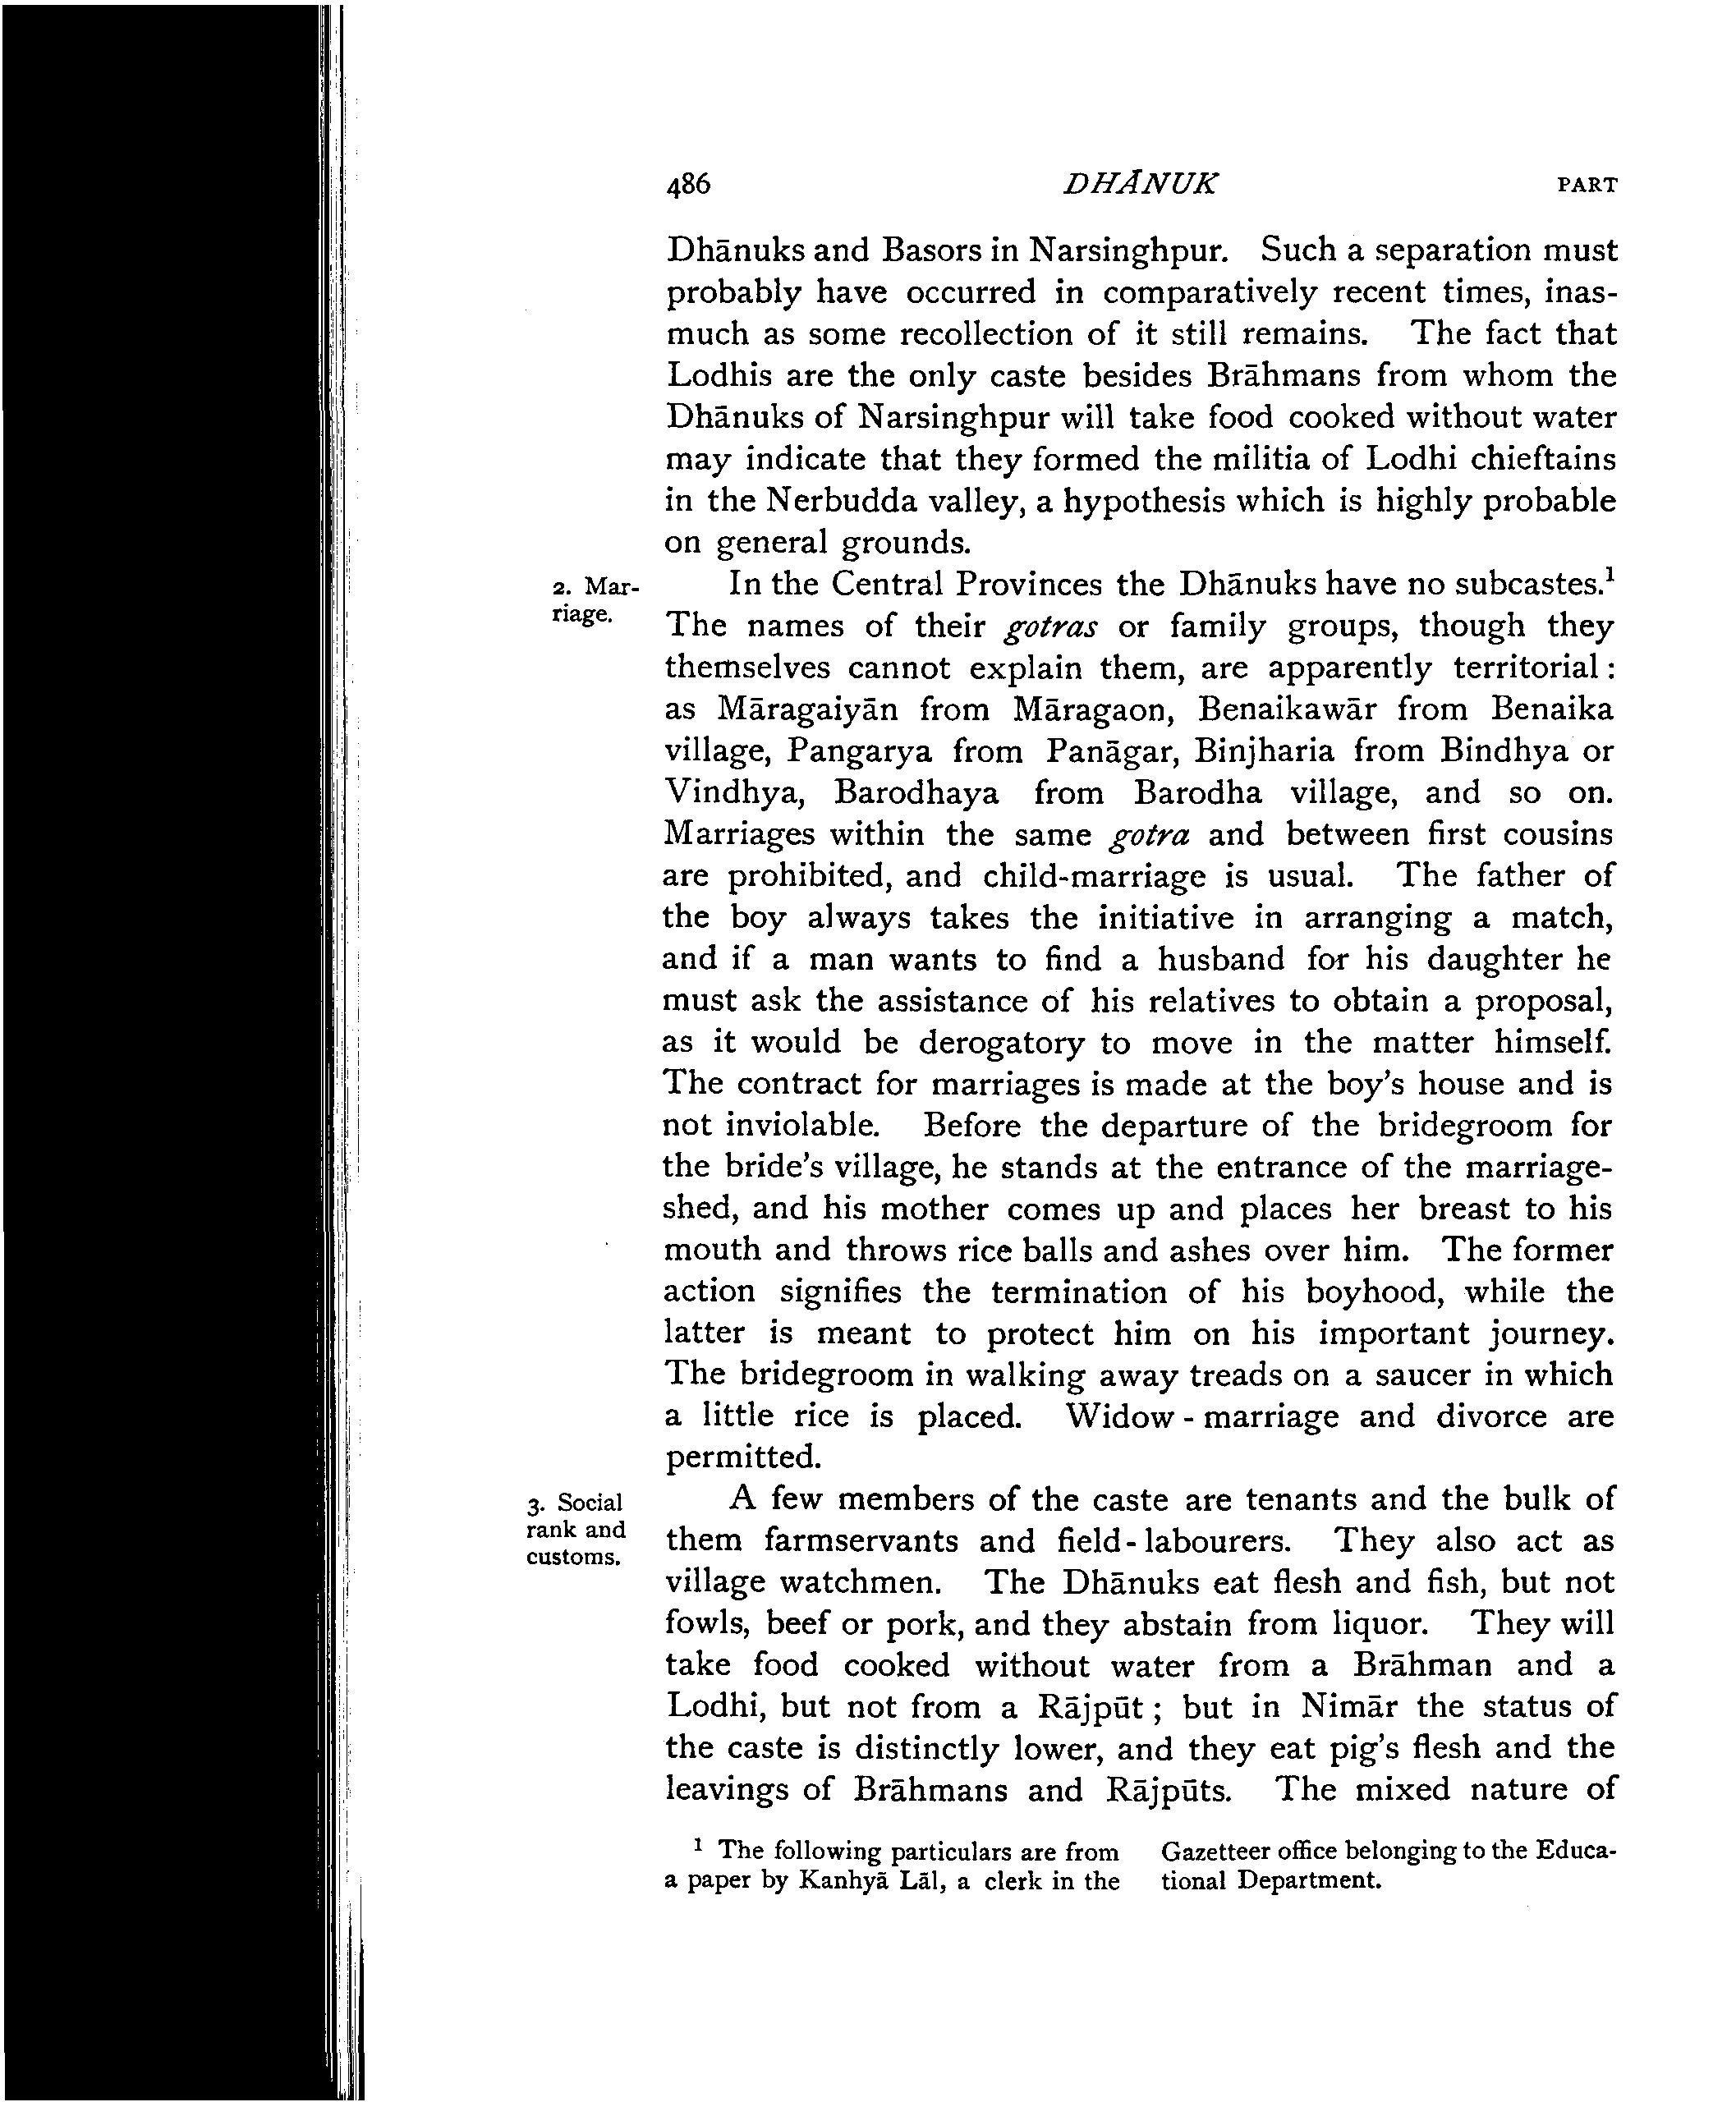 486 DHĀNUK PART
Dhānuks and Basors in Narsinghpur. Such a separation must
probably have occurred in comparatively recent times, inas-
much as some recollection of it still remains. The fact that
Lodhis are the only caste besides Brāhmans from whom the
Dhānuks of Narsinghpur will take food cooked without water
may indicate that they formed the militia of Lodhi chieftains
in the Nerbudda valley, a hypothesis which is highly probable
on general grounds.
2. Mar-
riage.
In the Central Provinces the Dhānuks have no subcastes.¹
The names of their gotras or family groups, though they
themselves cannot explain them, are apparently territorial :
as Māragaiyān from Māragaon, Benaikawār from Benaika
village, Pangarya from Panāgar, Binjharia from Bindhya or
Vindhya, Barodhaya from Barodha village, and so on.
Marriages within the same gotra and between first cousins
are prohibited, and child-marriage is usual. The father of
the boy always takes the initiative in arranging a match,
and if a man wants to find a husband for his daughter he
must ask the assistance of his relatives to obtain a proposal,
as it would be derogatory to move in the matter himself.
The contract for marriages is made at the boy's house and is
not inviolable. Before the departure of the bridegroom for
the bride's village, he stands at the entrance of the marriage-
shed, and his mother comes up and places her breast to his
mouth and throws rice balls and ashes over him. The former
action signifies the termination of his boyhood, while the
latter is meant to protect him on his important journey.
The bridegroom in walking away treads on a saucer in which
a little rice is placed. Widow - marriage and divorce are
permitted.
3. Social
rank and
customs.
A few members of the caste are tenants and the bulk of
them farmservants and field-labourers. They also act as
village watchmen. The Dhānuks eat flesh and fish, but not
fowls, beef or pork, and they abstain from liquor. They will
take food cooked without water from a Brāhman and a
Lodhi, but not from a Rājpūt ; but in Nimār the status of
the caste is distinctly lower, and they eat pig's flesh and the
leavings of Brāhmans and Rājpūts. The mixed nature of
¹ The following particulars are from
a paper by Kanhyā Lāl, a clerk in the
Gazetteer office belonging to the Educa-
tional Department.